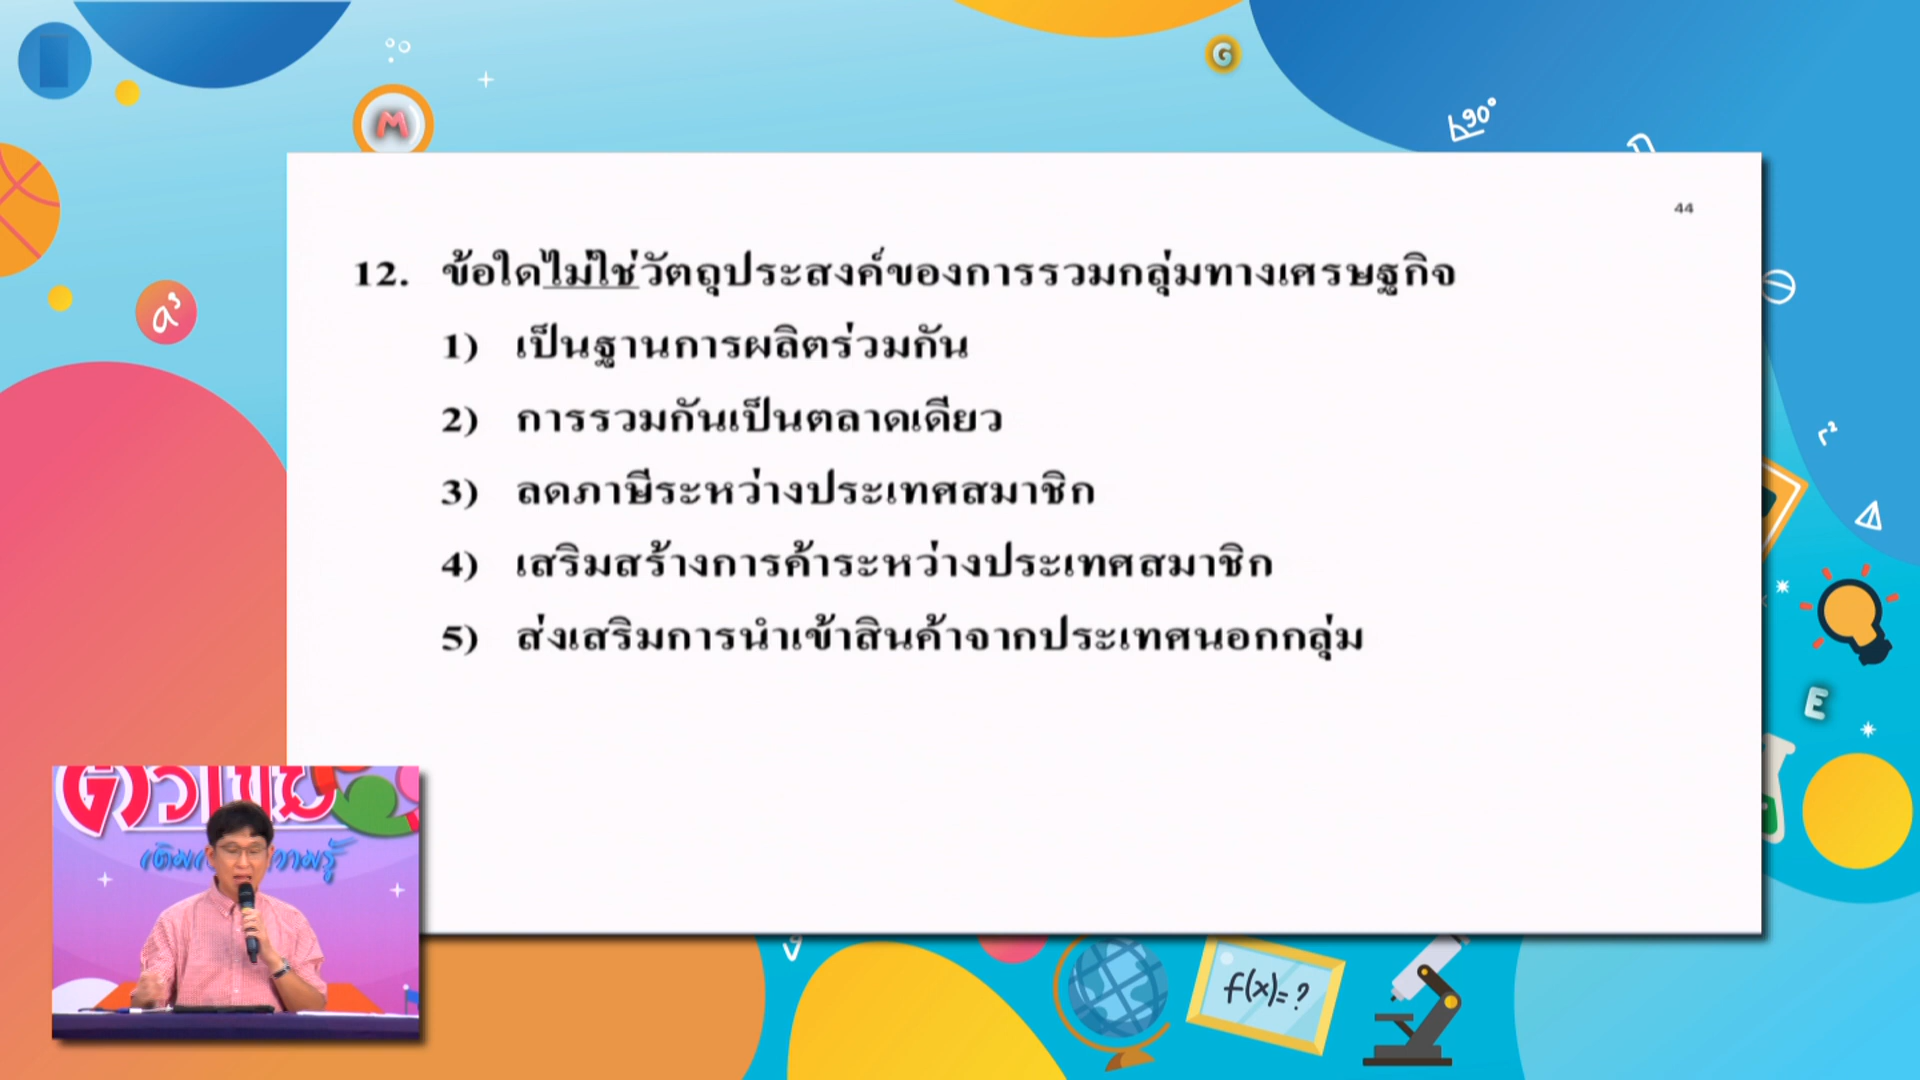 M
G
90°
44
a³
12. ข้อใดไม่ใช่วัตถุประสงค์ของการรวมกลุ่มทางเศรษฐกิจ
1) เป็นฐานการผลิตร่วมกัน
2) การรวมกันเป็นตลาดเดียว
3) ลดภาษีระหว่างประเทศสมาชิก
4) เสริมสร้างการค้าระหว่างประเทศสมาชิก
5) ส่งเสริมการนำเข้าสินค้าจากประเทศนอกกลุ่ม
r²
E
f(x)=?